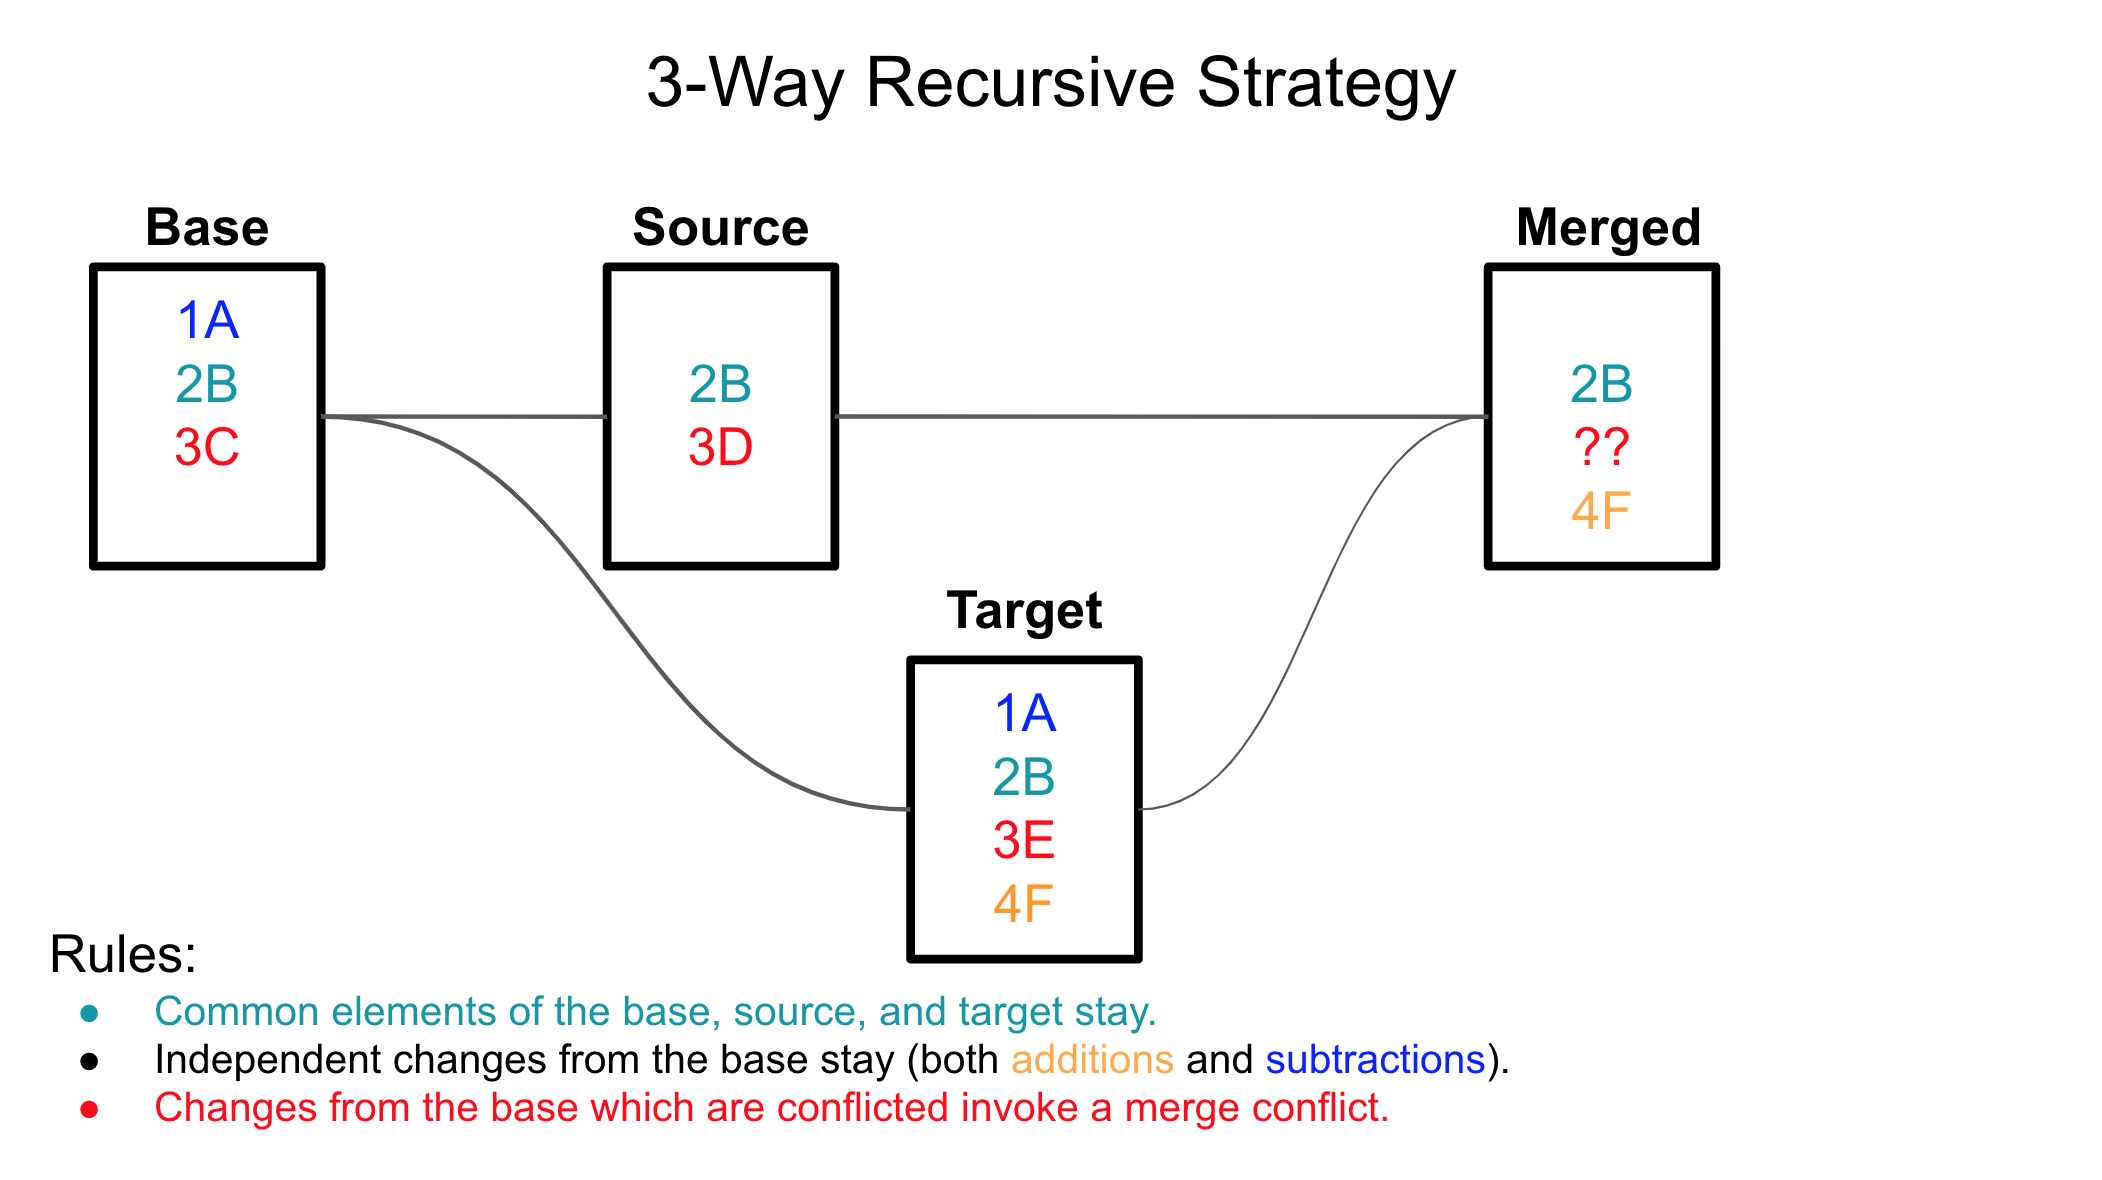 3-Way Recursive Strategy
Base
1A
2B
3C
Source
2B
3D
Merged
2B
??
4F
Target
1A
2B
3E
4F
Rules:
● Common elements of the base, source, and target stay.
● Independent changes from the base stay (both additions and subtractions).
● Changes from the base which are conflicted invoke a merge conflict.